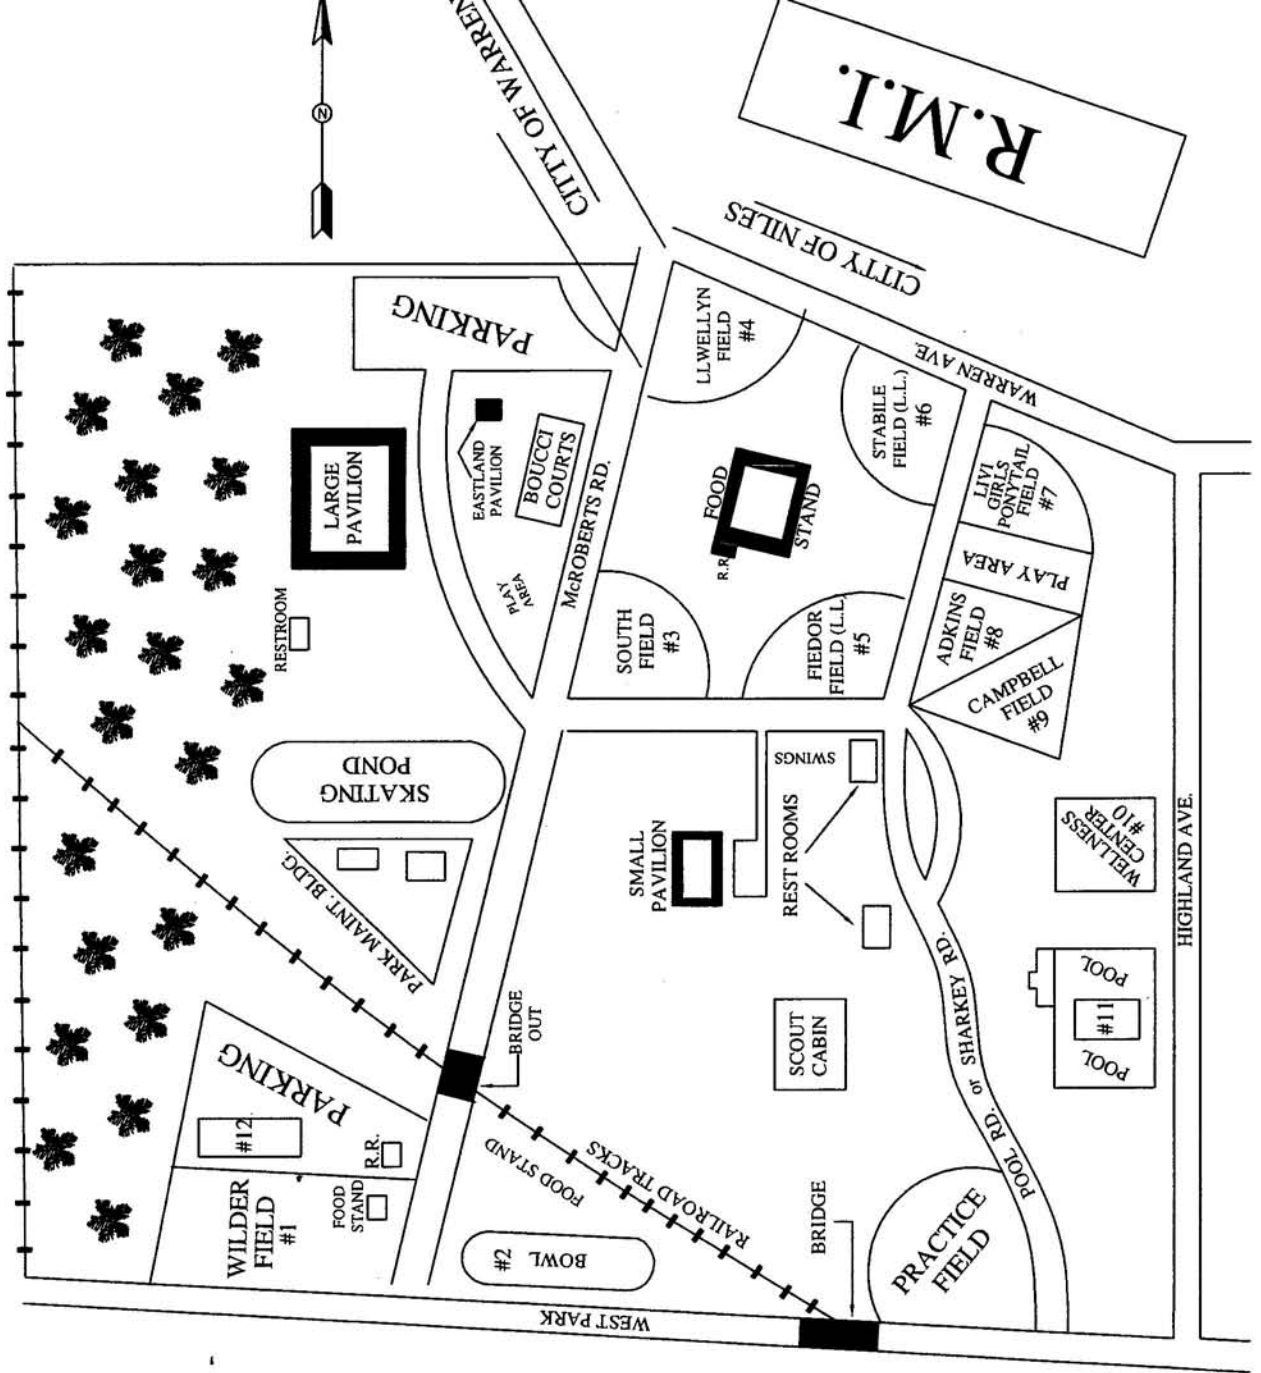 N
CITTY OF WARREN
R.M.I.
CITTY OF NILES
PARKING
LLWELLYN
FIELD
#4
WARREN AVE.
STABILE
FIELD (L.L.)
#6
LARGE
PAVILION
EASTLAND
PAVILION
BOUCCI
COURTS
McROBERTS RD.
FOOD
STAND
R.R.
LIVI
GIRLS
PONYTAIL
FIELD
#7
PLAY AREA
PLAY
AREA
RESTROOM
SOUTH
FIELD
#3
FIEDOR
FIELD (L.L.)
#5
ADKINS
FIELD
#8
CAMPBELL
FIELD
#9
SKATING
POND
SWINGS
SMALL
PAVILION
REST ROOMS
WELLNESS
CENTER
#10
HIGHLAND AVE.
PARK MAINT. BLDG.
POOL
#11
POOL
BRIDGE
OUT
SCOUT
CABIN
POOL RD. or SHARKEY RD.
PARKING
#12
R.R.
FOOD STAND
RAILROAD TRACKS
WILDER
FIELD
#1
FOOD
STAND
BOWL
#2
BRIDGE
PRACTICE
FIELD
WEST PARK